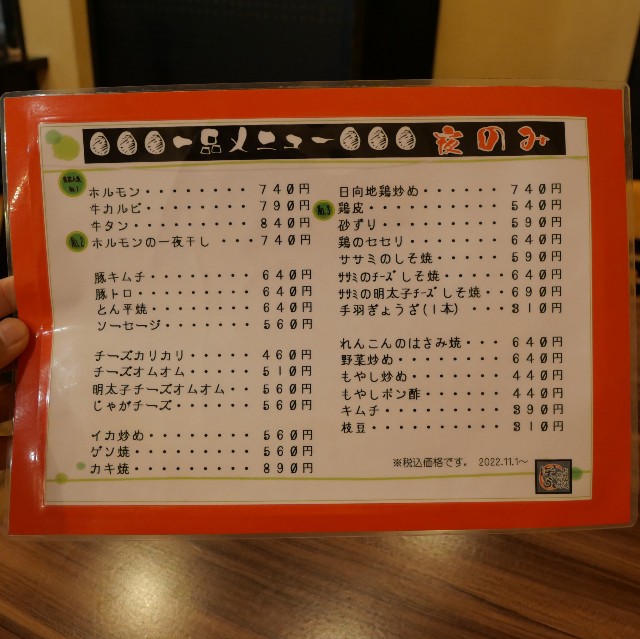 一品メニュー 夜のみ
No.1
ホルモン・・・・・・・・740円
牛カルビ・・・・・・・・790円
牛タン・・・・・・・・・840円
No.2
ホルモンの一夜干し・・・740円
豚キムチ・・・・・・・・640円
豚トロ・・・・・・・・・640円
とん平焼・・・・・・・・640円
ソーセージ・・・・・・・560円
チーズカリカリ・・・・・460円
チーズオムオム・・・・・510円
明太子チーズオムオム・・560円
じゃがチーズ・・・・・・560円
イカ炒め・・・・・・・・560円
ゲソ焼・・・・・・・・・560円
カキ焼・・・・・・・・・890円
日向地鶏炒め・・・・・・740円
No.3
鶏皮・・・・・・・・・・540円
砂ずり・・・・・・・・・590円
鶏のセセリ・・・・・・・640円
ササミのしそ焼・・・・・590円
ササミのチーズしそ焼・・・640円
ササミの明太子チーズしそ焼・・690円
手羽ぎょうざ(1本)・・・310円
れんこんのはさみ焼・・・640円
野菜炒め・・・・・・・・640円
もやし炒め・・・・・・・440円
もやしポン酢・・・・・・440円
キムチ・・・・・・・・・390円
枝豆・・・・・・・・・・310円
※税込価格です。 2022.11.1~